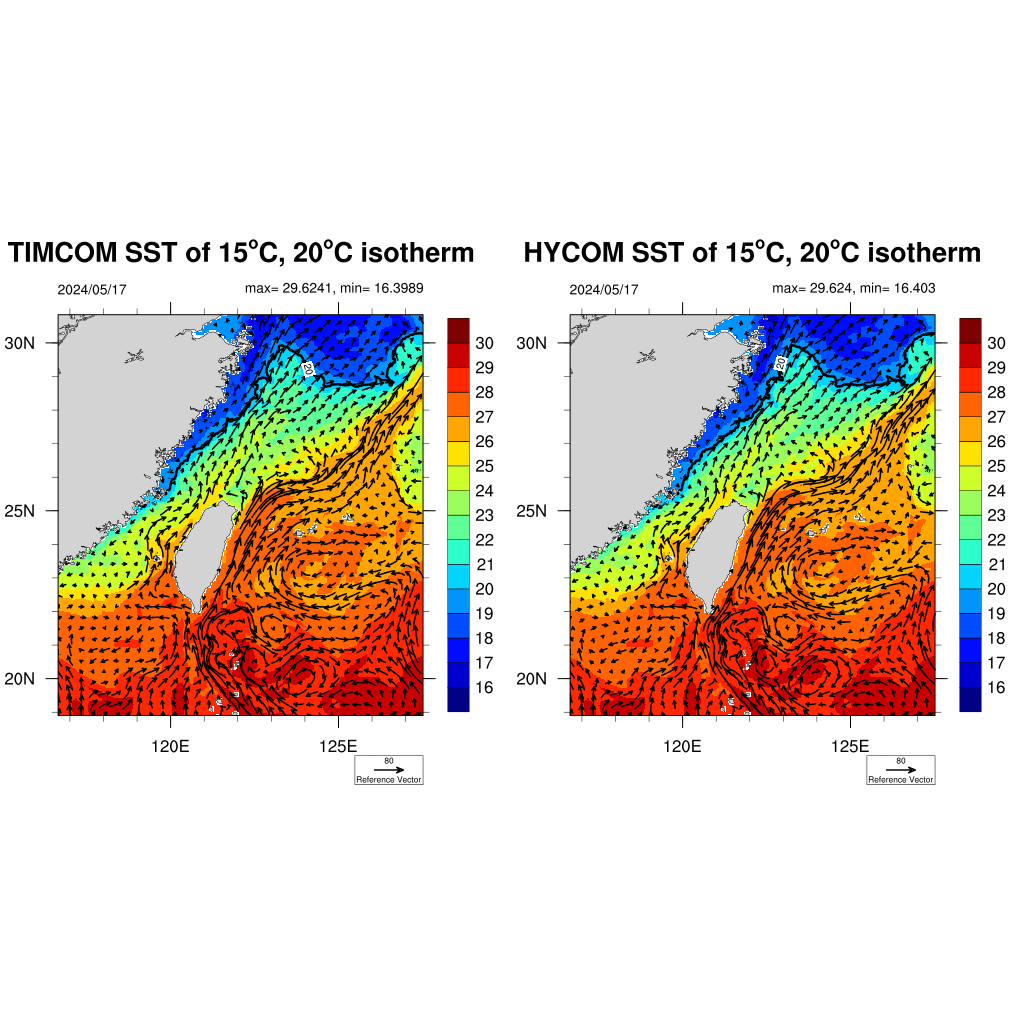 TIMCOM SST of 15°C, 20°C isotherm
2024/05/17
max= 29.6241, min= 16.3989
20
30N
25N
20N
120E
125E
30
29
28
27
26
25
24
23
22
21
20
19
18
17
16
80
Reference Vector
HYCOM SST of 15°C, 20°C isotherm
2024/05/17
max= 29.624, min= 16.403
20
30N
25N
20N
120E
125E
30
29
28
27
26
25
24
23
22
21
20
19
18
17
16
80
Reference Vector